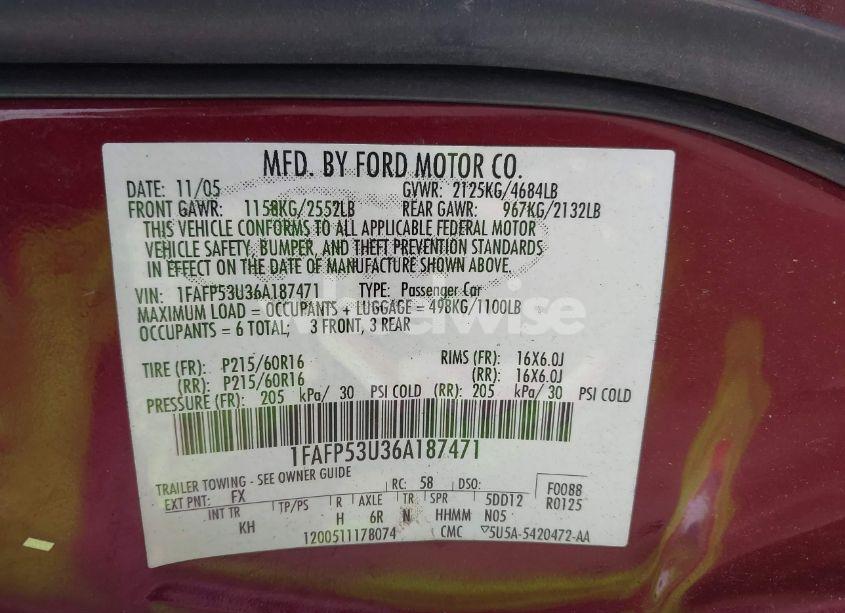 MFD. BY FORD MOTOR CO.
DATE: 11/05 GVWR: 2125KG/4684LB
FRONT GAWR: 1158KG/2552LB REAR GAWR: 967KG/2132LB
THIS VEHICLE CONFORMS TO ALL APPLICABLE FEDERAL MOTOR
VEHICLE SAFETY, BUMPER, AND THEFT PREVENTION STANDARDS
IN EFFECT ON THE DATE OF MANUFACTURE SHOWN ABOVE.
VIN: 1FAFP53U36A187471 TYPE: Passenger Car
MAXIMUM LOAD = OCCUPANTS + LUGGAGE = 498KG/1100LB
OCCUPANTS = 6 TOTAL; 3 FRONT, 3 REAR
TIRE (FR): P215/60R16 RIMS (FR): 16X6.0J
(RR): P215/60R16 (RR): 16X6.0J
PRESSURE (FR): 205 kPa/ 30 PSI COLD (RR): 205 kPa/ 30 PSI COLD
1FAFP53U36A187471
TRAILER TOWING - SEE OWNER GUIDE RC: 58 DSO: F0088
EXT PNT: FX 5DD12 R0125
INT TR TP/PS R AXLE TR SPR N05
KH H 6R N HHMM
1200511178074 CMC ▽5U5A-5420472-AA